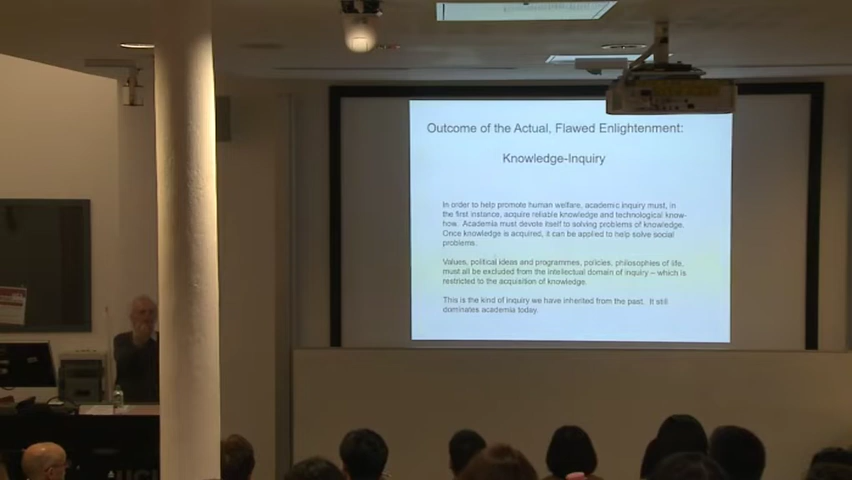 Outcome of the Actual, Flawed Enlightenment:
Knowledge-Inquiry
In order to help promote human welfare, academic inquiry must, in
the first instance, acquire reliable knowledge and technological know-
how. Academia must devote itself to solving problems of knowledge.
Once knowledge is acquired, it can be applied to help solve social
problems.
Values, political ideas and programmes, policies, philosophies of life,
must all be excluded from the intellectual domain of inquiry – which is
restricted to the acquisition of knowledge.
This is the kind of inquiry we have inherited from the past. It still
dominates academia today.